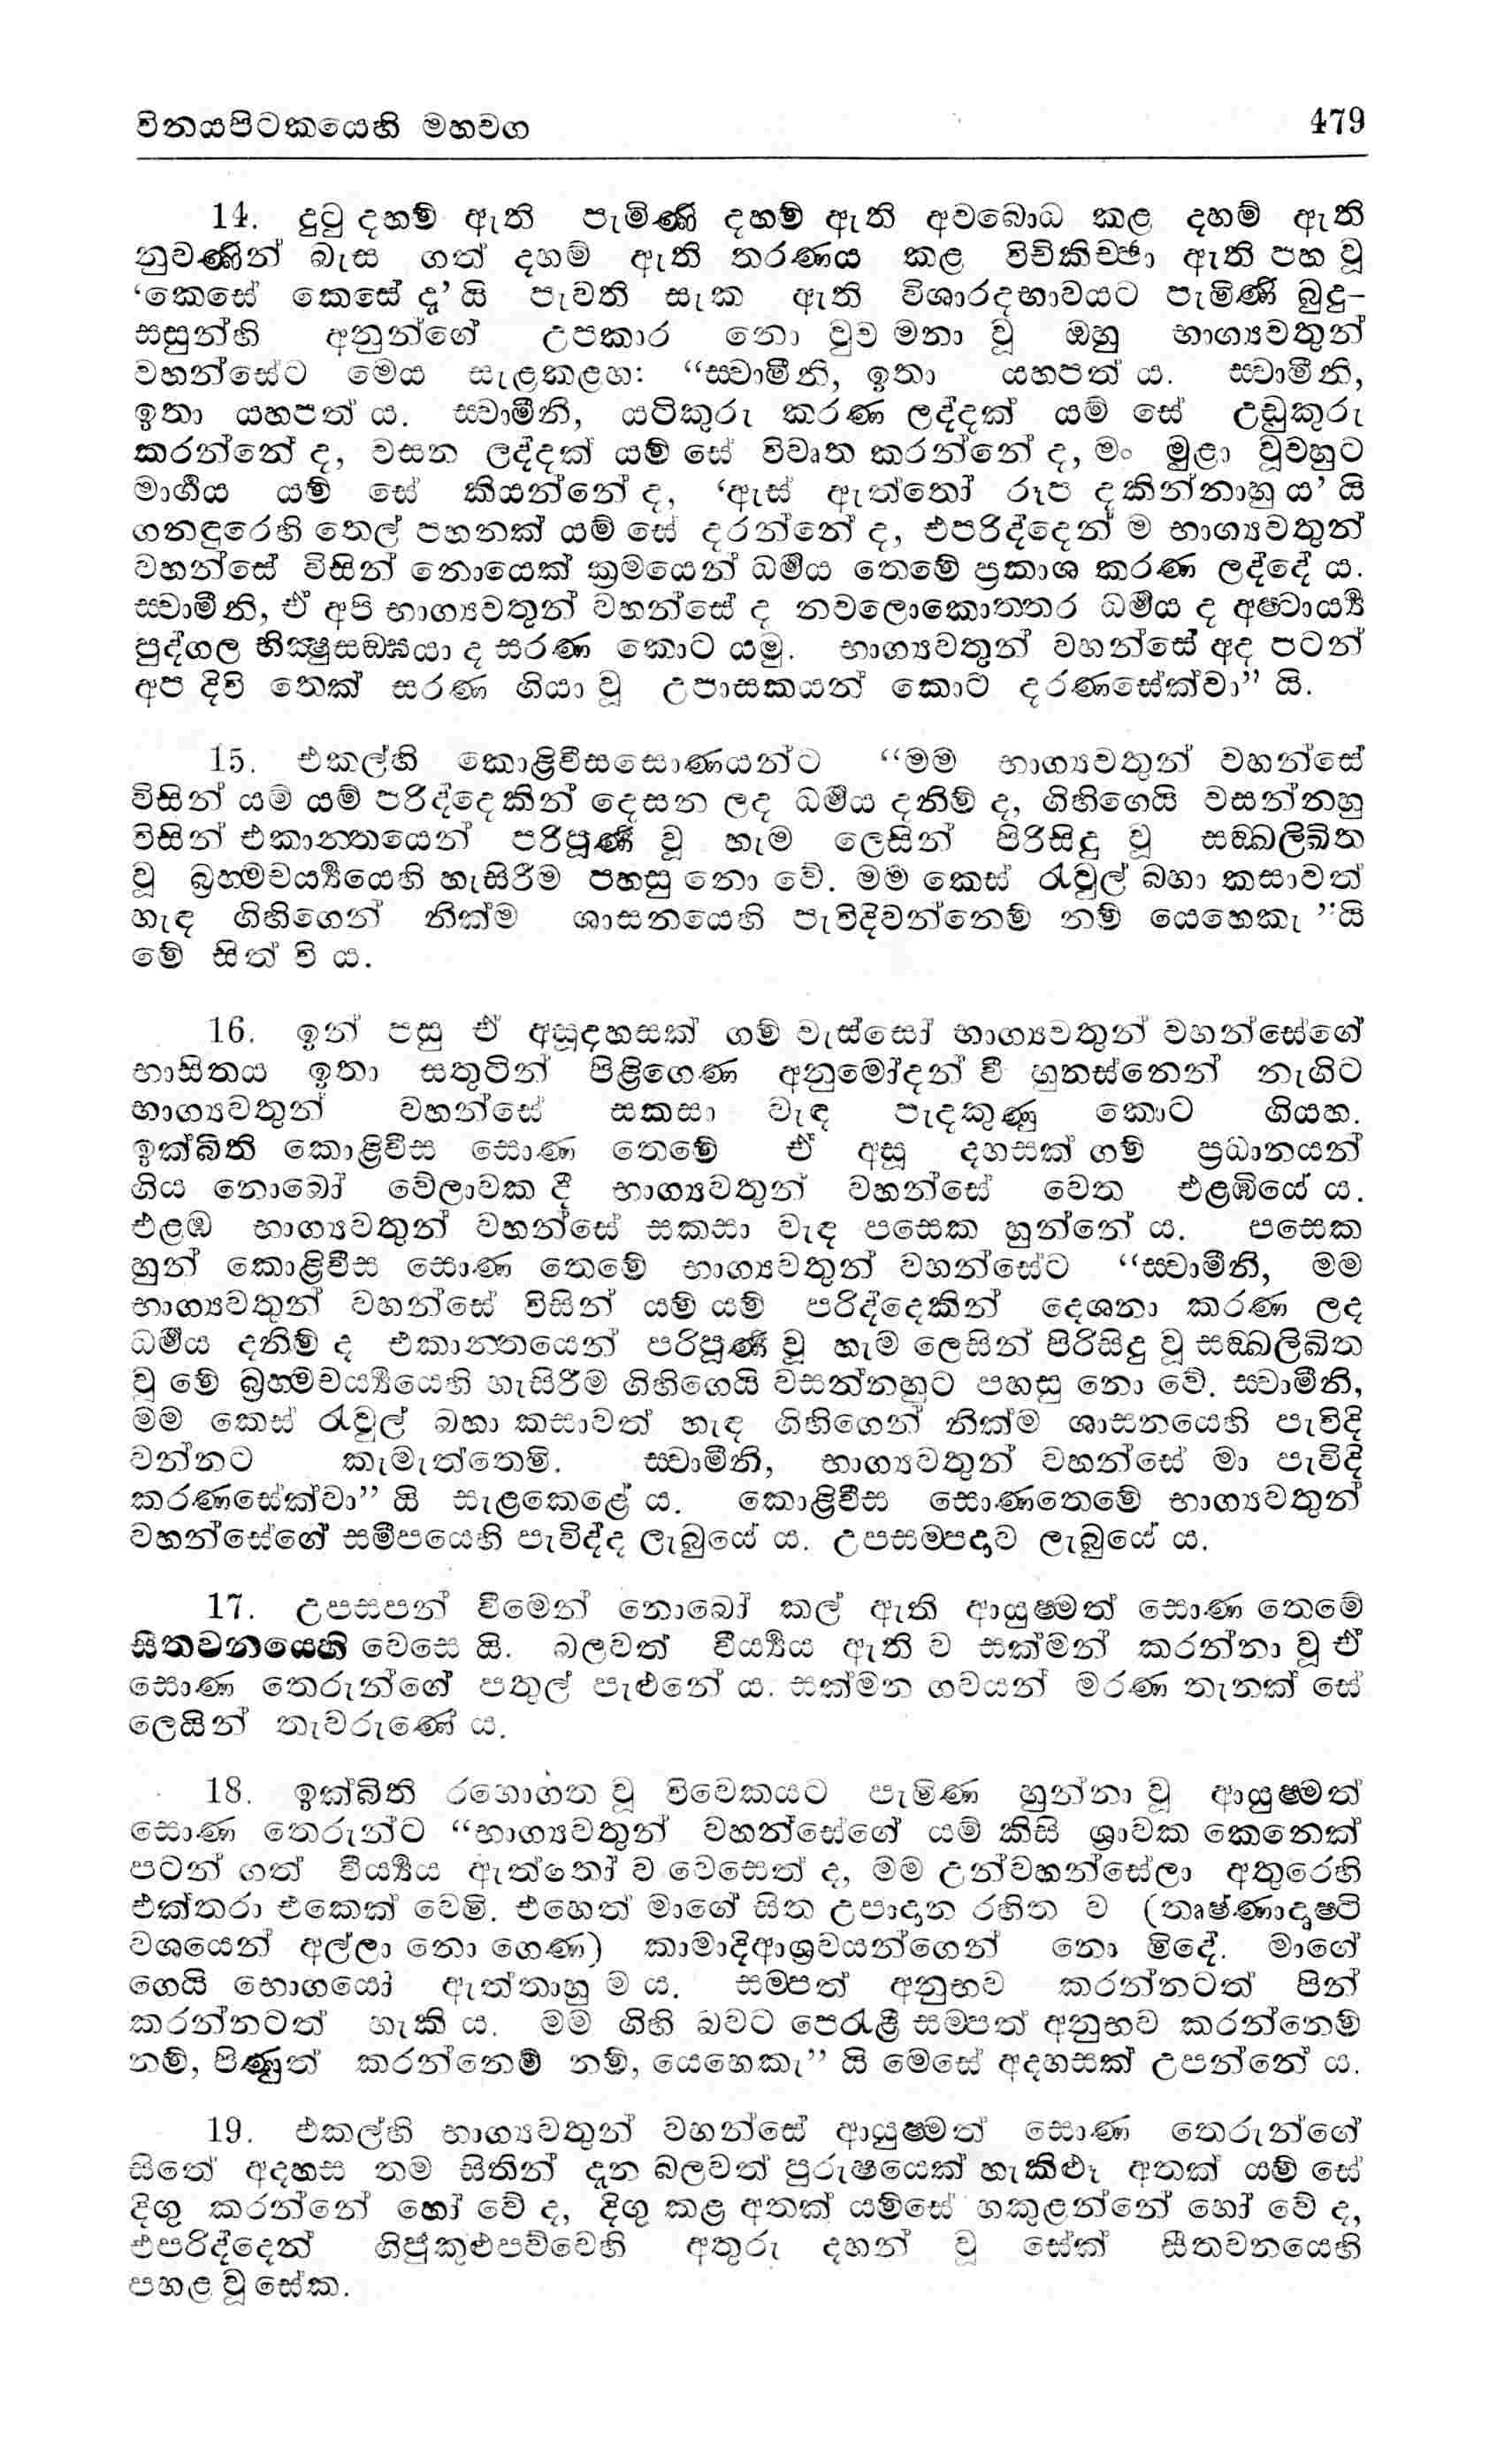 විනයපිටකයෙහි මහවග 479
14. දුටු දහම් ඇති පැමිණි දහම් ඇති අවබොධ කළ දහම් ඇති
නුවණින් බැස ගත් දහම් ඇති තරණය කළ විචිකිච්ඡා ඇති පහ වූ
‘කෙසේ කෙසේ දැ’යි පැවති සැක ඇති විශාරදභාවයට පැමිණි බුදු-
සසුන්හි අනුන්ගේ උපකාර නො වුව මනා වූ ඔහු භාග්‍යවතුන්
වහන්සේට මෙය සැළකළහ: “ස්වාමීනි, ඉතා යහපත් ය. ස්වාමීනි,
ඉතා යහපත් ය. ස්වාමීනි, යටිකුරු කරණ ලද්දක් යම් සේ උඩුකුරු
කරන්නේ ද, වසන ලද්දක් යම් සේ විවෘත කරන්නේ ද, මං මුළා වූවහුට
මාර්‍ගය යම් සේ කියන්නේ ද, ‘ඇස් ඇත්තෝ රූප දකින්නාහු ය’ යි
ගනඳුරෙහි තෙල් පහනක් යම් සේ දරන්නේ ද, එපරිද්දෙන් ම භාග්‍යවතුන්
වහන්සේ විසින් නොයෙක් ක්‍රමයෙන් ධර්‍මය තෙමේ ප්‍රකාශ කරණ ලද්දේ ය.
ස්වාමීනි, ඒ අපි භාග්‍යවතුන් වහන්සේ ද නවලොකොත්තර ධර්‍මය ද අෂ්ටාර්‍ය්‍ය
පුද්ගල භික්‍ෂුසඞ්ඝයා ද සරණ කොට යමු. භාග්‍යවතුන් වහන්සේ අද පටන්
අප දිවි තෙක් සරණ ගියා වූ උපාසකයන් කොට දරණසේක්වා” යි.
15. එකල්හි කොළිවීසසොණයන්ට “මම භාග්‍යවතුන් වහන්සේ
විසින් යම් යම් පරිද්දෙකින් දෙසන ලද ධර්‍මය දනිම් ද, ගිහිගෙයි වසන්නහු
විසින් එකාන්තයෙන් පරිපූර්‍ණ වූ හැම ලෙසින් පිරිසිදු වූ සඞ්ඛලිඛිත
වූ බ්‍රහ්මචර්‍ය්‍යයෙහි හැසිරීම පහසු නො වේ. මම කෙස් රැවුල් බහා කසාවත්
හැඳ ගිහිගෙන් නික්ම ශාසනයෙහි පැවිදිවන්නෙම් නම් යෙහෙකැ”යි
මේ සිත් වි ය.
16. ඉන් පසු ඒ අසූදහසක් ගම් වැස්සෝ භාග්‍යවතුන් වහන්සේගේ
භාසිතය ඉතා සතුටින් පිළිගෙණ අනුමෝදන් වී හුනස්නෙන් නැගිට
භාග්‍යවතුන් වහන්සේ සකසා වැඳ පැදකුණු කොට ගියහ.
ඉක්බිති කොළිවීස සොණ තෙමේ ඒ අසූ දහසක් ගම් ප්‍රධානයන්
ගිය නොබෝ වේලාවක දී භාග්‍යවතුන් වහන්සේ වෙත එළඹියේ ය.
එළඹ භාග්‍යවතුන් වහන්සේ සකසා වැඳ පසෙක හුන්නේ ය. පසෙක
හුන් කොළිවීස සොණ තෙමේ භාග්‍යවතුන් වහන්සේට “ස්වාමීනි, මම
භාග්‍යවතුන් වහන්සේ විසින් යම් යම් පරිද්දෙකින් දෙශනා කරණ ලද
ධර්‍මය දනිම් ද එකාන්තයෙන් පරිපූර්‍ණ වූ හැම ලෙසින් පිරිසිදු වූ සඞ්ඛලිඛිත
වූ මේ බ්‍රහ්මචර්‍ය්‍යයෙහි හැසිරීම ගිහිගෙයි වසන්නහුට පහසු නො වේ. ස්වාමීනි,
මම කෙස් රැවුල් බහා කසාවත් හැඳ ගිහිගෙන් නික්ම ශාසනයෙහි පැවිදි
වන්නට කැමැත්තෙමි. ස්වාමීනි, භාග්‍යවතුන් වහන්සේ මා පැවිදි
කරණසේක්වා” යි සැළකෙළේ ය. කොළිවීස සොණතෙමේ භාග්‍යවතුන්
වහන්සේගේ සමීපයෙහි පැවිද්ද ලැබුයේ ය. උපසම්පදාව ලැබුයේ ය.
17. උපසපන් වීමෙන් නොබෝ කල් ඇති ආයුෂ්මත් සොණ තෙමේ
සීතවනයෙහි වෙසෙ යි. බලවත් වීර්‍ය්‍යය ඇති ව සක්මන් කරන්නා වූ ඒ
සොණ තෙරුන්ගේ පතුල් පැළුනේ ය. සක්මන ගවයන් මරණ තැනක් සේ
ලෙයින් තැවරුණේ ය.
18. ඉක්බිති රහොගත වූ විවෙකයට පැමිණ හුන්නා වූ ආයුෂ්මත්
සොණ තෙරුන්ට “භාග්‍යවතුන් වහන්සේගේ යම් කිසි ශ්‍රාවක කෙනෙක්
පටන් ගත් වීර්‍ය්‍යය ඇත්තෝ ව වෙසෙත් ද, මම උන්වහන්සේලා අතුරෙහි
එක්තරා එකෙක් වෙමි. එහෙත් මාගේ සිත උපාදාන රහිත ව (තෘෂ්ණාදෘෂ්ටි
වශයෙන් අල්ලා නො ගෙණ) කාමාදිආශ්‍රවයන්ගෙන් නො මිදේ. මාගේ
ගෙයි භොගයෝ ඇත්තාහු ම ය. සම්පත් අනුභව කරන්නටත් පින්
කරන්නටත් හැකි ය. මම ගිහි බවට පෙරැළී සම්පත් අනුභව කරන්නෙම්
නම්, පිණුත් කරන්නෙම් නම්, යෙහෙකැ” යි මෙසේ අදහසක් උපන්නේ ය.
19. එකල්හි භාග්‍යවතුන් වහන්සේ ආයුෂ්මත් සොණ තෙරුන්ගේ
සිතේ අදහස තම සිතින් දැන බලවත් පුරුෂයෙක් හැකිළූ අතක් යම් සේ
දිගු කරන්නේ හෝ වේ ද, දිගු කළ අතක් යම්සේ හකුළන්නේ හෝ වේ ද,
එපරිද්දෙන් ගිජුකුළුපව්වෙහි අතුරු දහන් වූ සේක් සීතවනයෙහි
පහළ වූ සේක.